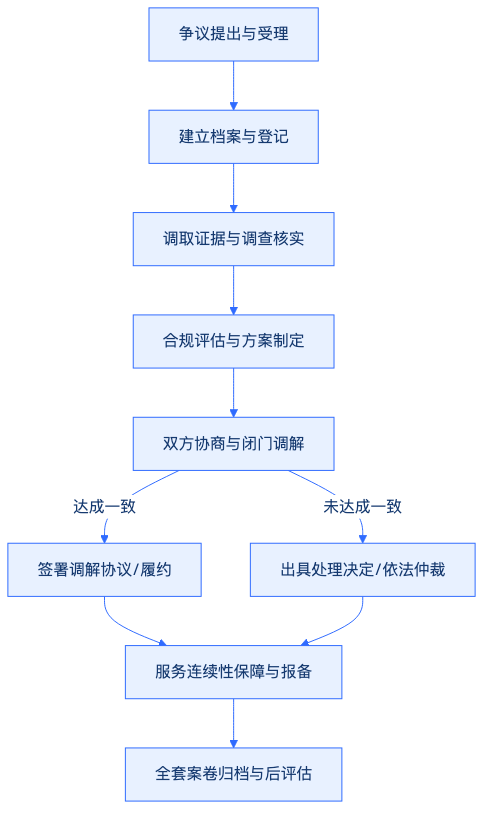 争议提出与受理
建立档案与登记
调取证据与调查核实
合规评估与方案制定
双方协商与闭门调解
达成一致
未达成一致
签署调解协议/履约
出具处理决定/依法仲裁
服务连续性保障与报备
全套案卷归档与后评估